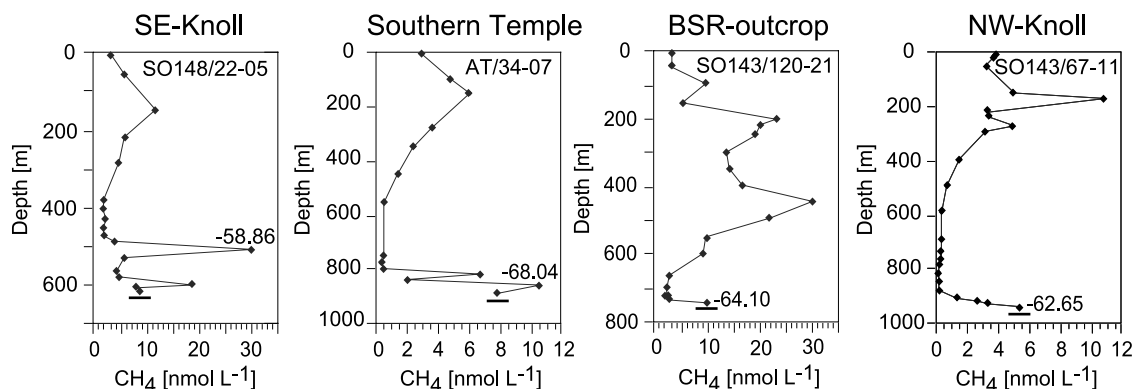 SE-Knoll
SO148/22-05
Depth [m]
0
200
400
600
-58.86
0 10 20 30
CH4 [nmol L-1]
Southern Temple
AT/34-07
Depth [m]
0
200
400
600
800
1000
-68.04
0 2 4 6 8 10 12
CH4 [nmol L-1]
BSR-outcrop
SO143/120-21
Depth [m]
0
200
400
600
800
-64.10
0 10 20 30
CH4 [nmol L-1]
NW-Knoll
SO143/67-11
Depth [m]
0
200
400
600
800
1000
-62.65
0 2 4 6 8 10 12
CH4 [nmol L-1]